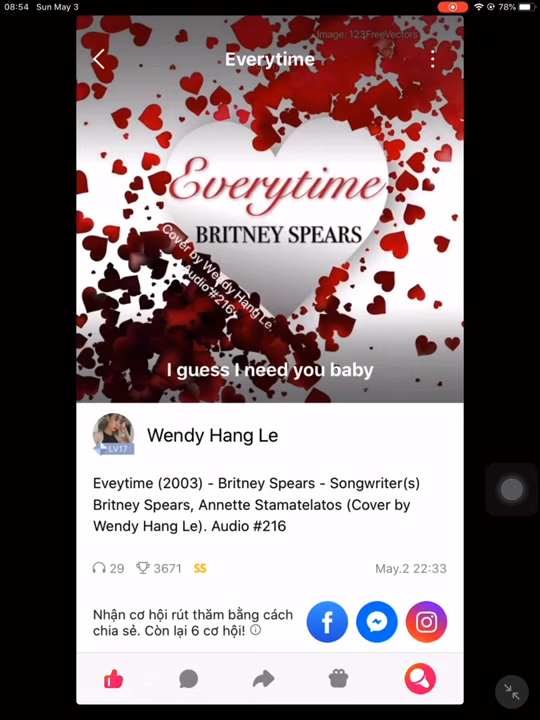 08:54 Sun May 3
78%
Image: 123FreeVectors
Everytime
Everytime
BRITNEY SPEARS
Cover by Wendy Hang Le.
Audio #216
I guess I need you baby
LV17
Wendy Hang Le
Eveytime (2003) - Britney Spears - Songwriter(s)
Britney Spears, Annette Stamatelatos (Cover by
Wendy Hang Le). Audio #216
29 3671 $$ May.2 22:33
Nhận cơ hội rút thăm bằng cách
chia sẻ. Còn lại 6 cơ hội!